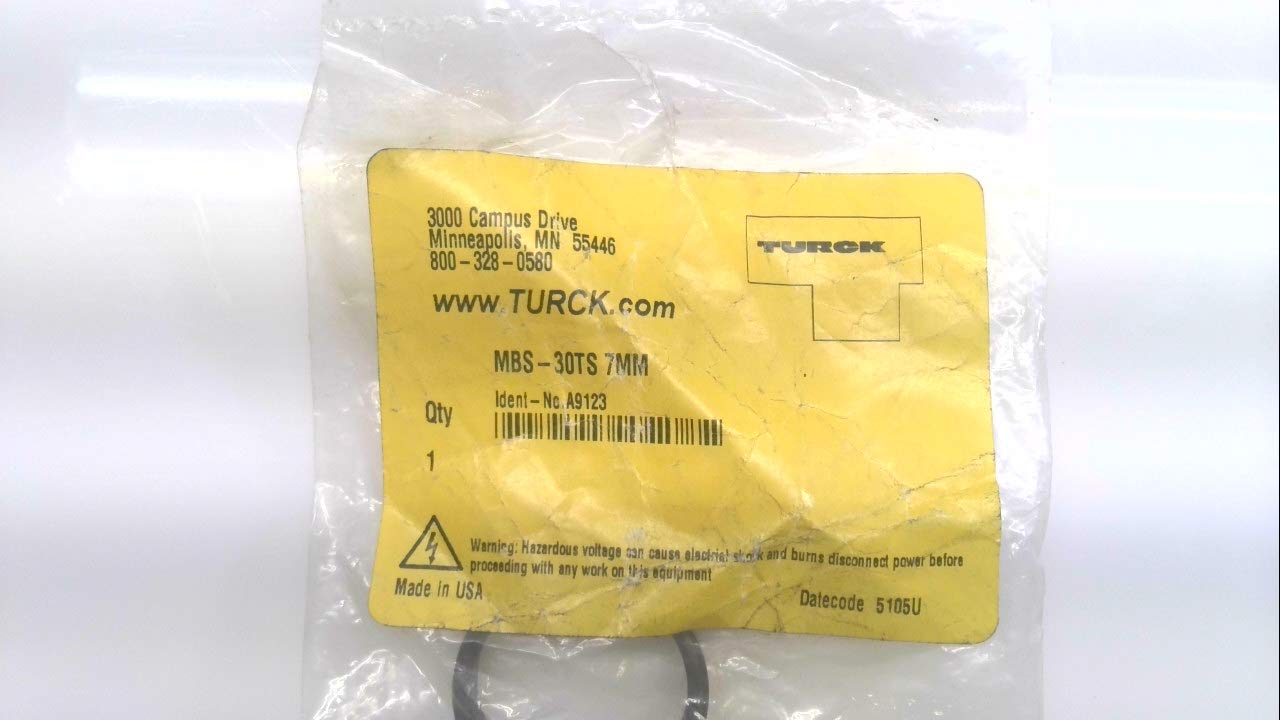 3000 Campus Drive
Minneapolis, MN 55446
800-328-0580
www.TURCK.com
TURCK
MBS-30TS 7MM
Ident-No.A9123
Qty
1
Warning: Hazardous voltage can cause electrial shock and burns disconnect power before
proceeding with any work on this equipment
Made in USA
Datecode 5105U